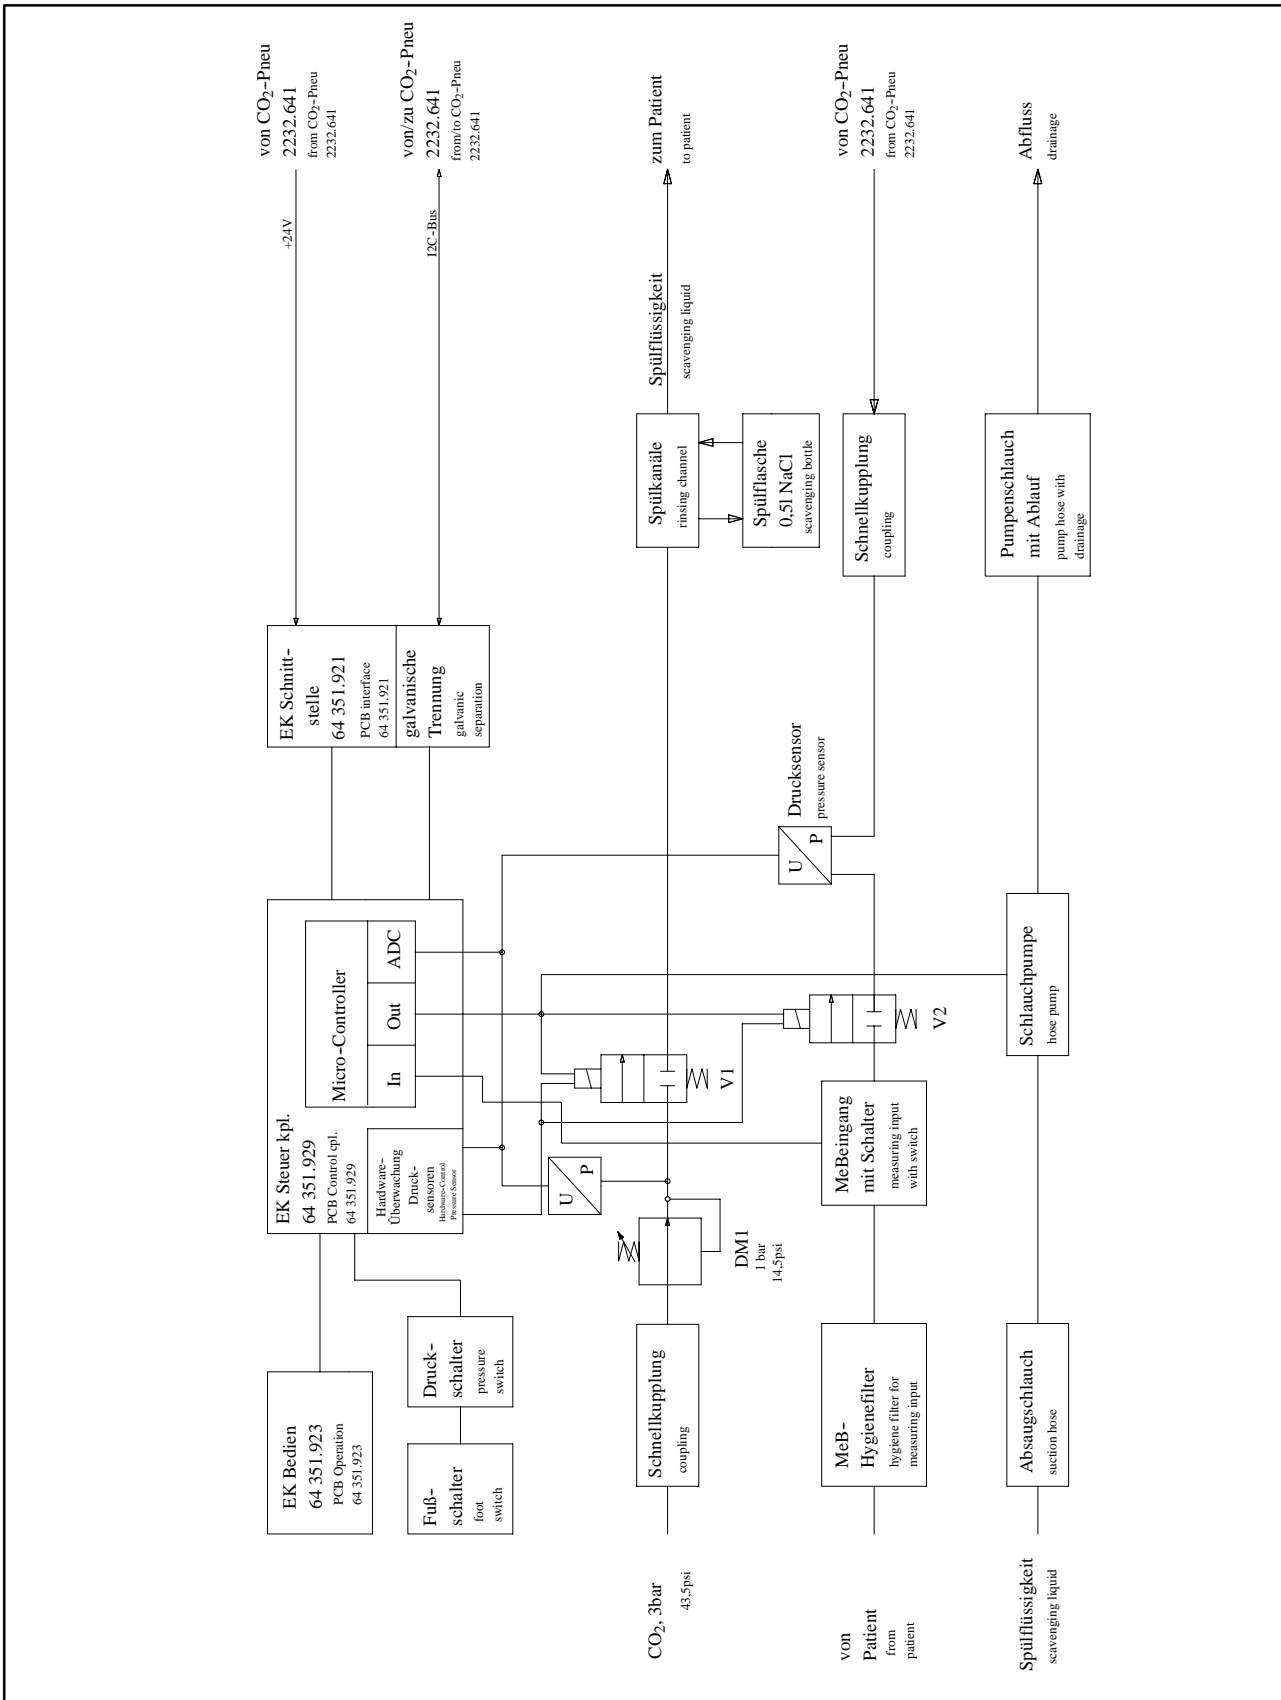 von CO₂-Pneu
2232.641
from CO₂-Pneu
2232.641
+24V
von/zu CO₂-Pneu
2232.641
from/to CO₂-Pneu
2232.641
I2C-Bus
EK Schnitt-
stelle
64 351.921
PCB interface
64 351.921
galvanische
Trennung
galvanic
separation
EK Steuer kpl.
64 351.929
PCB Control cpl.
64 351.929
Micro-Controller
In
Out
ADC
Hardware-
Überwachung
Druck-
sensoren
Hardware-Control
Pressure Sensor
EK Bedien
64 351.923
PCB Operation
64 351.923
Fuß-
schalter
foot
switch
Druck-
schalter
pressure
switch
CO₂, 3bar
43,5psi
Schnellkupplung
coupling
DM1
1 bar
14,5psi
U
P
V1
Spülkanäle
rinsing channel
Spülflasche
0,5l NaCl
scavenging bottle
Spülflüssigkeit
scavenging liquid
zum Patient
to patient
von
Patient
from
patient
MeB-
Hygienefilter
hygiene filter for
measuring input
MeBeingang
mit Schalter
measuring input
with switch
V2
U
P
Drucksensor
pressure sensor
Schnellkupplung
coupling
von CO₂-Pneu
2232.641
from CO₂-Pneu
2232.641
Spülflüssigkeit
scavenging liquid
Absaugschlauch
suction hose
Schlauchpumpe
hose pump
Pumpenschlauch
mit Ablauf
pump hose with
drainage
Abfluss
drainage